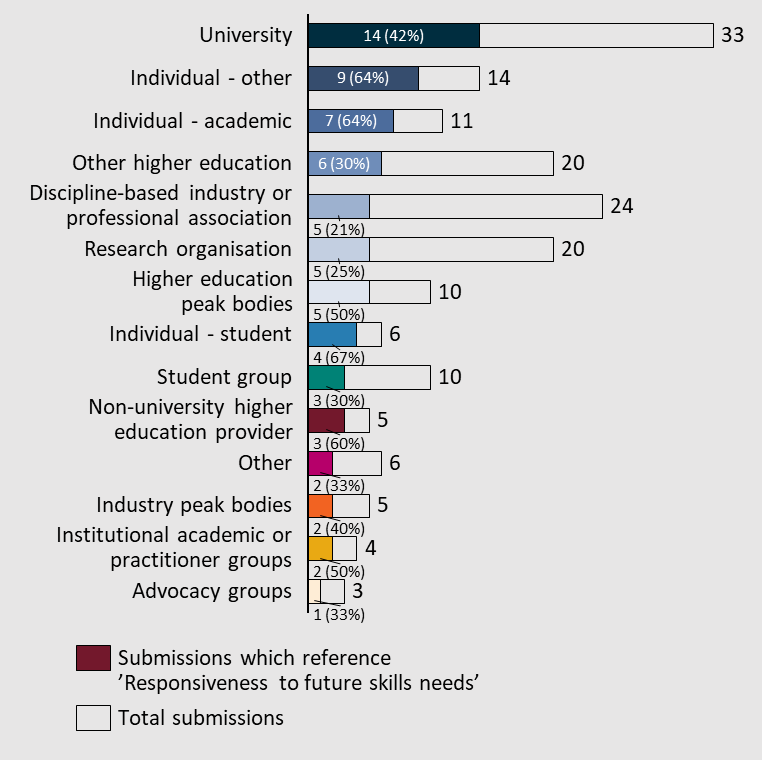 University 14 (42%) 33
Individual - other 9 (64%) 14
Individual - academic 7 (64%) 11
Other higher education 6 (30%) 20
Discipline-based industry or
professional association 24
5 (21%)
Research organisation 20
5 (25%)
Higher education
peak bodies 10
5 (50%)
Individual - student 6
4 (67%)
Student group 10
3 (30%)
Non-university higher
education provider 5
3 (60%)
Other 6
2 (33%)
Industry peak bodies 5
2 (40%)
Institutional academic or
practitioner groups 4
2 (50%)
Advocacy groups 3
1 (33%)
Submissions which reference
’Responsiveness to future skills needs’
Total submissions